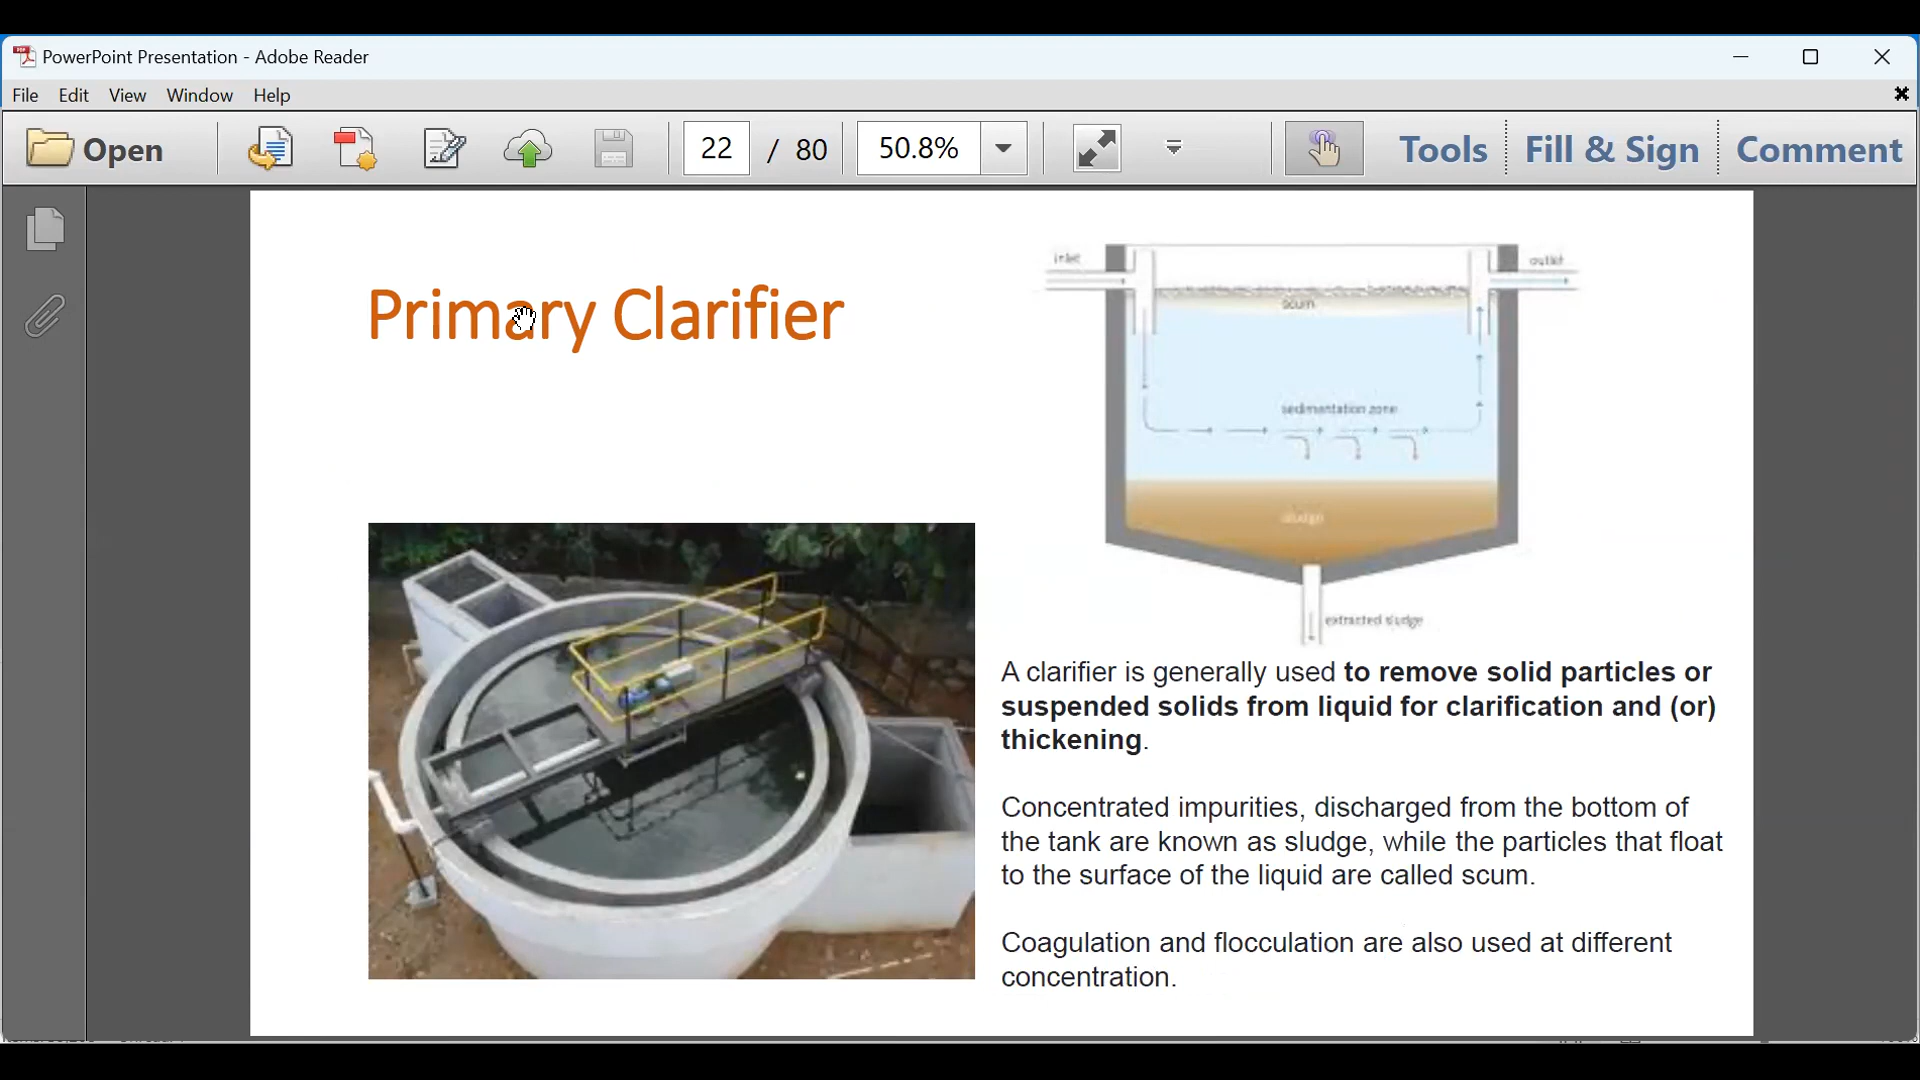 PowerPoint Presentation - Adobe Reader
File Edit View Window Help
Open 22 / 80 50.8% Tools Fill & Sign Comment
Primary Clarifier
inlet
outlet
scum
sedimentation zone
sludge
extracted sludge
A clarifier is generally used to remove solid particles or
suspended solids from liquid for clarification and (or)
thickening.
Concentrated impurities, discharged from the bottom of
the tank are known as sludge, while the particles that float
to the surface of the liquid are called scum.
Coagulation and flocculation are also used at different
concentration.